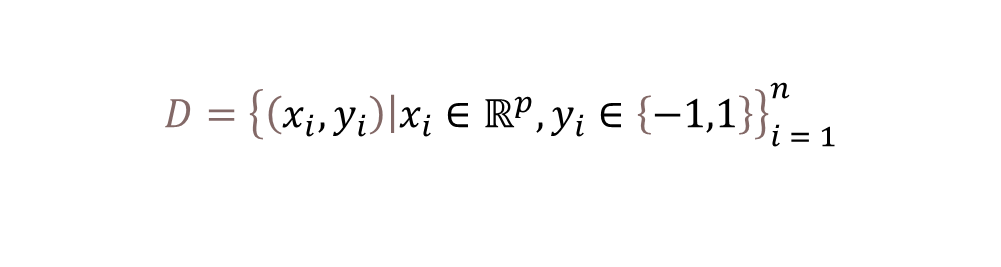 D = {(xᵢ, yᵢ)|xᵢ ∈ ℝᵖ, yᵢ ∈ {−1,1}}ⁿᵢ ₌ ₁